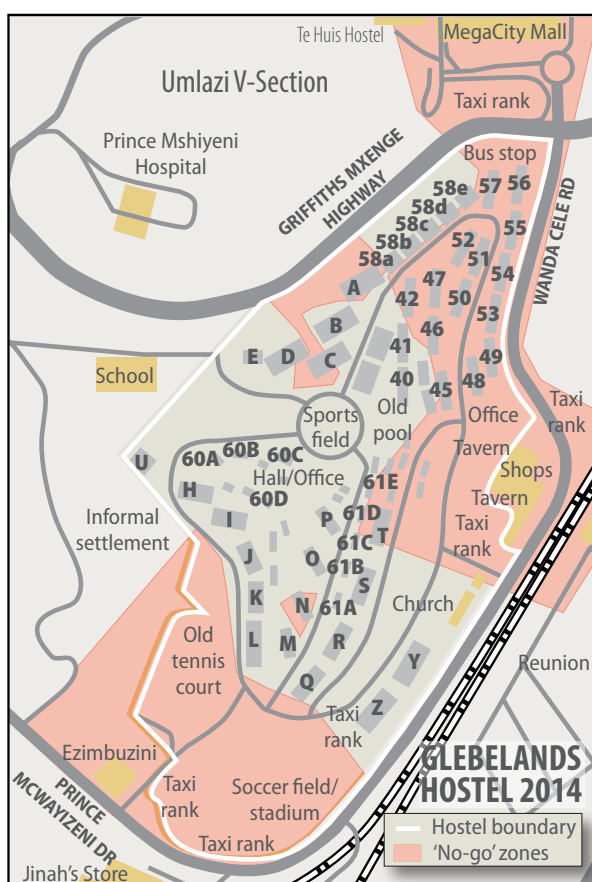 Te Huis Hostel
MegaCity Mall
Umlazi V-Section
Taxi rank
Prince Mshiyeni
Hospital
GRIFFITHS MXENGE
HIGHWAY
Bus stop
WANDA CELE RD
58e
57
56
58d
58c
58b
58a
55
52
51
54
A
47
42
50
53
B
46
E
D
C
41
49
40
45
48
School
Sports
field
Old
pool
Office
Taxi
rank
Tavern
U
60A
60B
60C
Hall/Office
Shops
H
60D
61E
Tavern
Informal
settlement
I
P
61D
T
Taxi
rank
61C
J
O
61B
S
K
N
61A
Church
Old
tennis
court
L
M
R
Y
Reunion
Q
Z
Taxi
rank
Ezimbuzini
Taxi
rank
Soccer field/
stadium
GLEBELANDS
HOSTEL 2014
PRINCE
MCWAYIZENI DR
Taxi rank
Hostel boundary
'No-go' zones
Jinah's Store